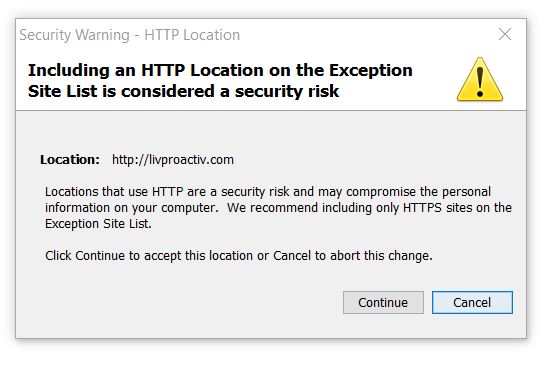 Security Warning - HTTP Location
Including an HTTP Location on the Exception
Site List is considered a security risk
Location: http://livproactiv.com
Locations that use HTTP are a security risk and may compromise the personal
information on your computer. We recommend including only HTTPS sites on the
Exception Site List.
Click Continue to accept this location or Cancel to abort this change.
Continue Cancel